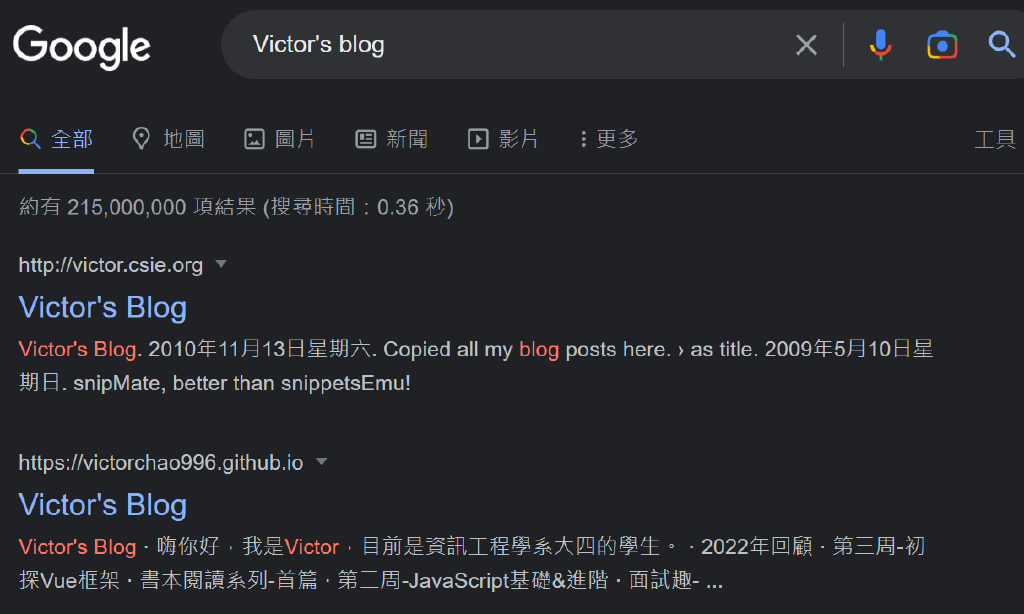 Google
Victor's blog
全部 地圖 圖片 新聞 影片 更多 工具
約有 215,000,000 項結果 (搜尋時間：0.36 秒)
http://victor.csie.org
Victor's Blog
Victor's Blog. 2010年11月13日星期六. Copied all my blog posts here. › as title. 2009年5月10日星
期日. snipMate, better than snippetsEmu!
https://victorchao996.github.io
Victor's Blog
Victor's Blog · 嗨你好，我是Victor，目前是資訊工程學系大四的學生。 · 2022年回顧 · 第三周-初
探Vue框架 · 書本閱讀系列-首篇 · 第二周-JavaScript基礎&進階 · 面試趣- ...